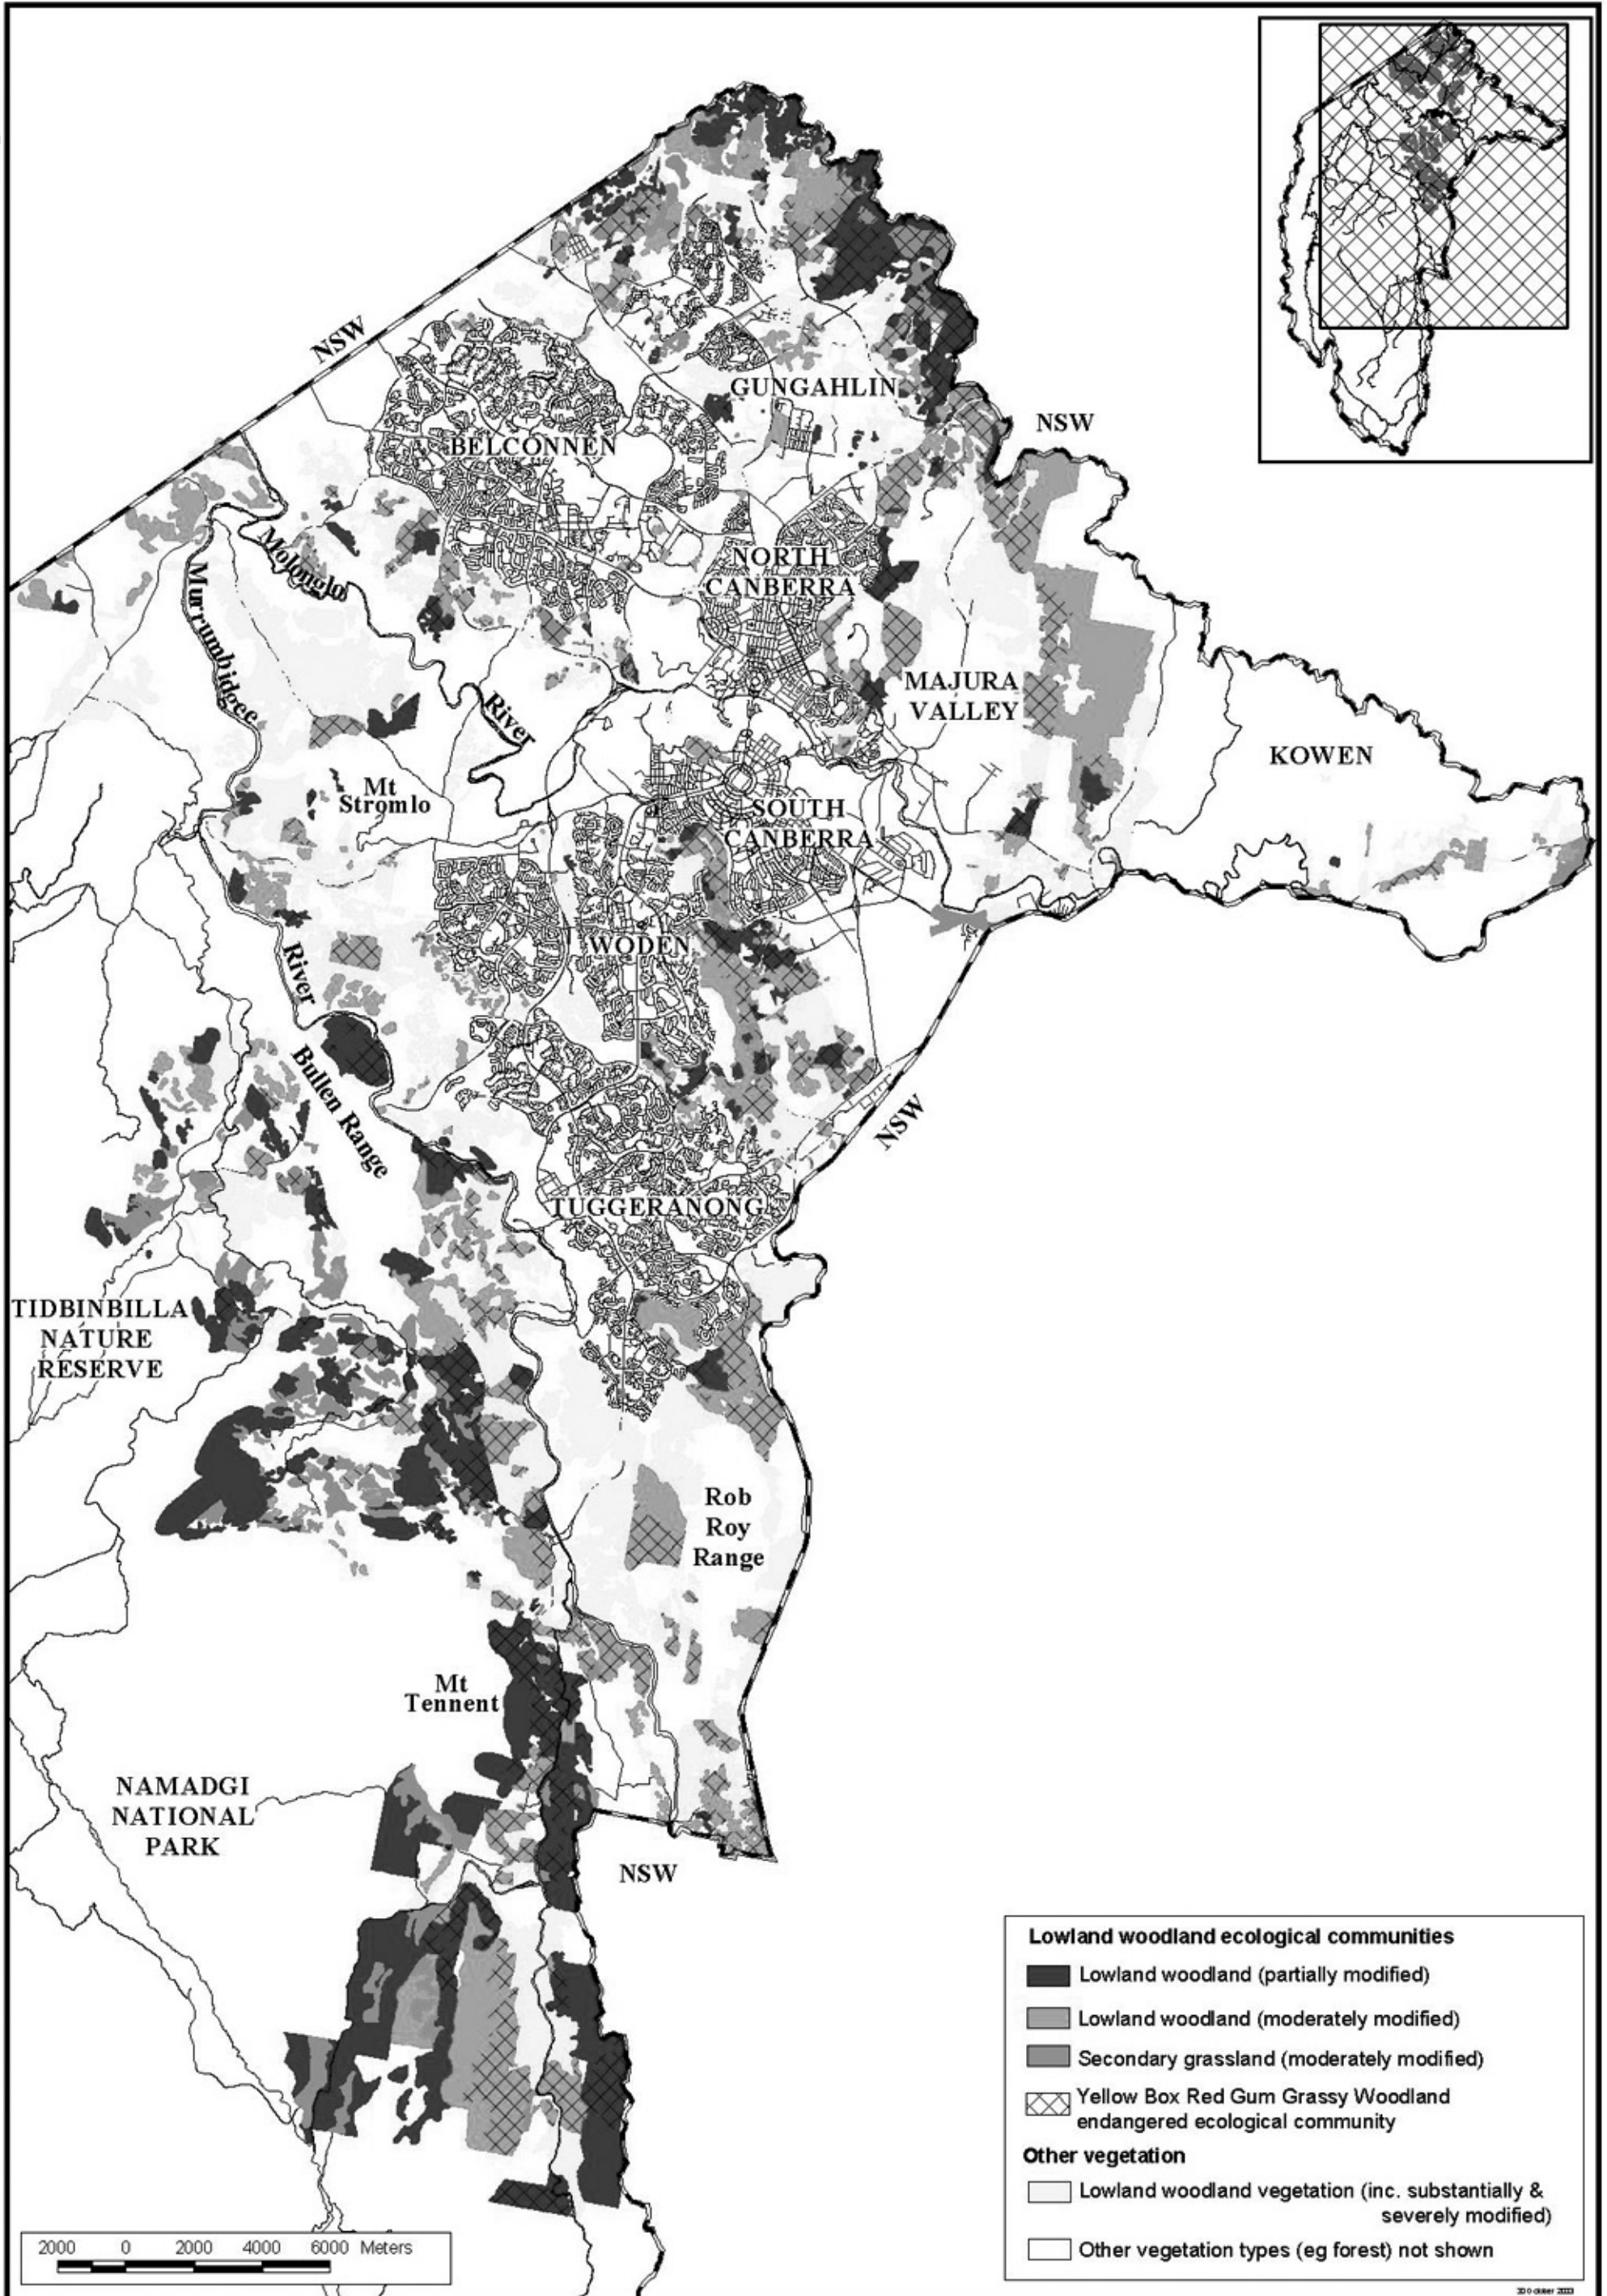 NSW
GUNGAHLIN
NSW
BELCONNEN
Molonglo
NORTH
CANBERRA
Murrumbidgee
River
MAJURA
VALLEY
KOWEN
Mt
Stromlo
SOUTH
CANBERRA
WODEN
River
Bullen Range
NSW
TUGGERANONG
TIDBINBILLA
NATURE
RESERVE
Rob
Roy
Range
Mt
Tennent
NAMADGI
NATIONAL
PARK
NSW
Lowland woodland ecological communities
Lowland woodland (partially modified)
Lowland woodland (moderately modified)
Secondary grassland (moderately modified)
Yellow Box Red Gum Grassy Woodland
endangered ecological community
Other vegetation
Lowland woodland vegetation (inc. substantially &
severely modified)
Other vegetation types (eg forest) not shown
2000 0 2000 4000 6000 Meters